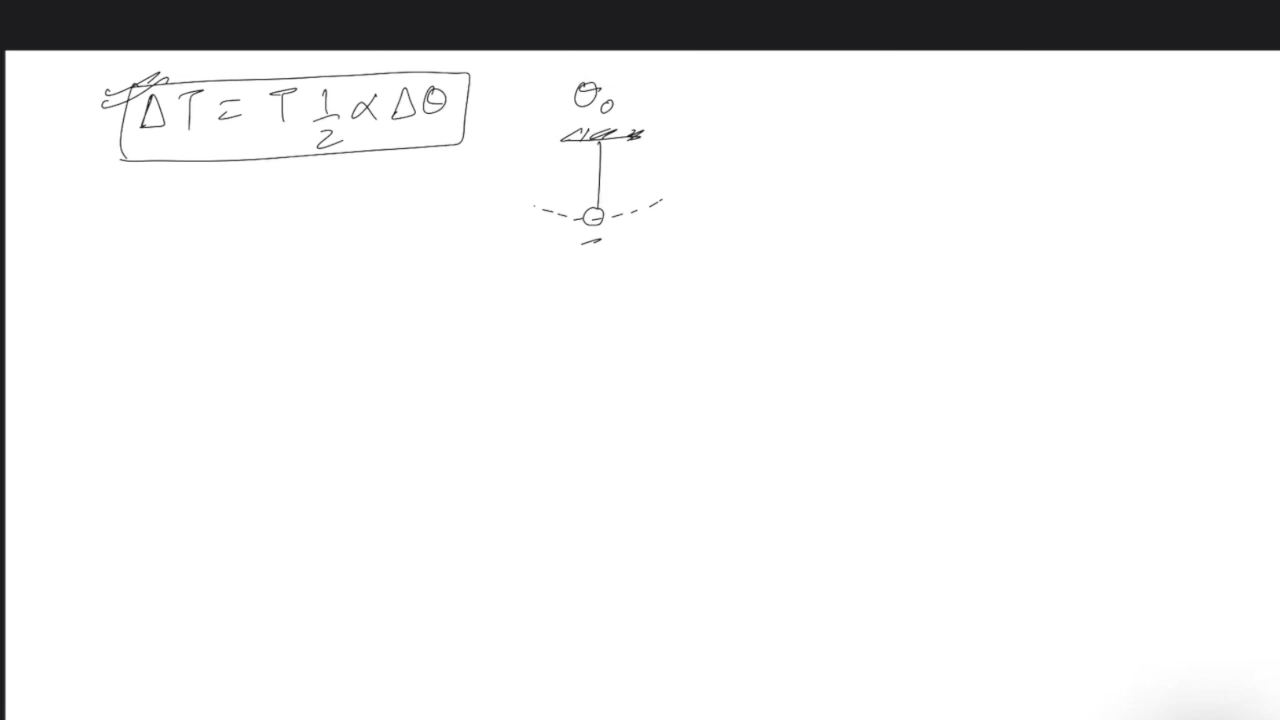 ΔT = T 1/2 α Δθ
θ₀